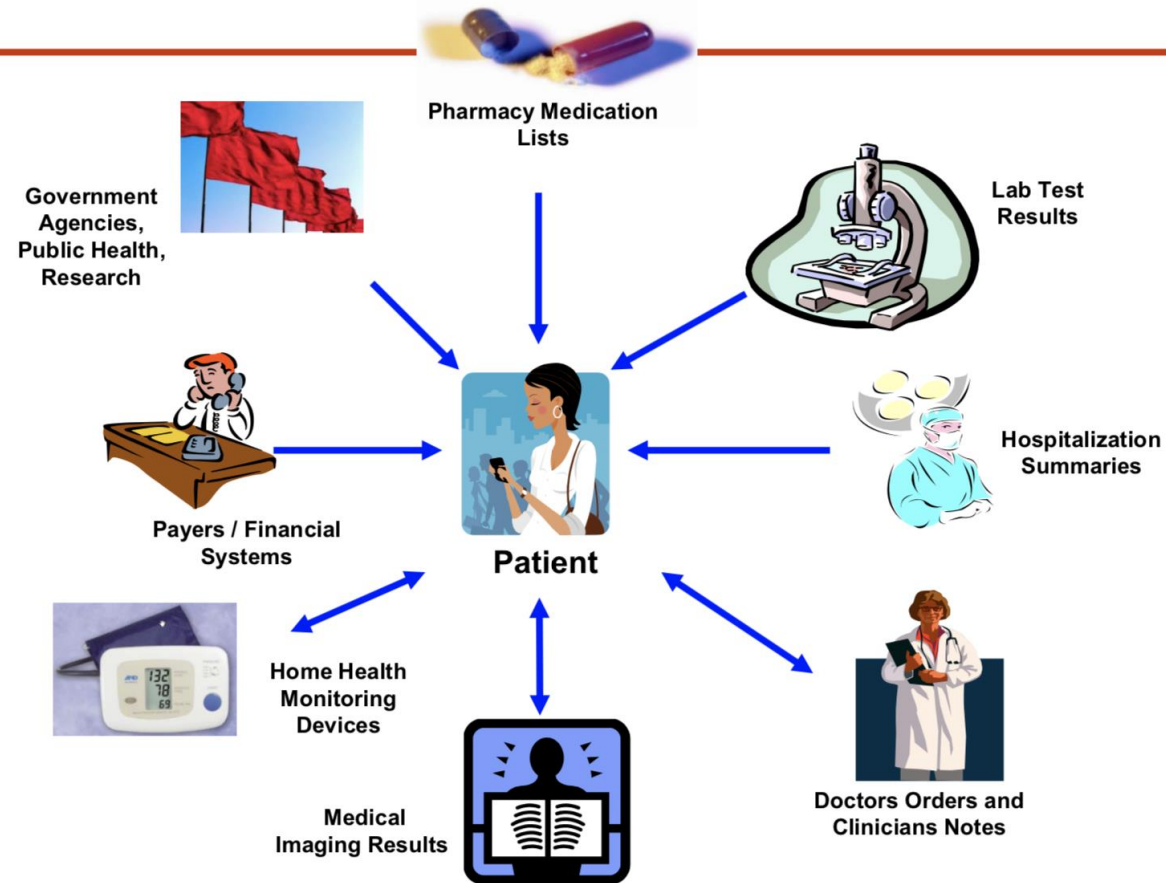 Pharmacy Medication
Lists
Government
Agencies,
Public Health,
Research
Lab Test
Results
Payers / Financial
Systems
Patient
Hospitalization
Summaries
132
78
69
Home Health
Monitoring
Devices
Medical
Imaging Results
Doctors Orders and
Clinicians Notes